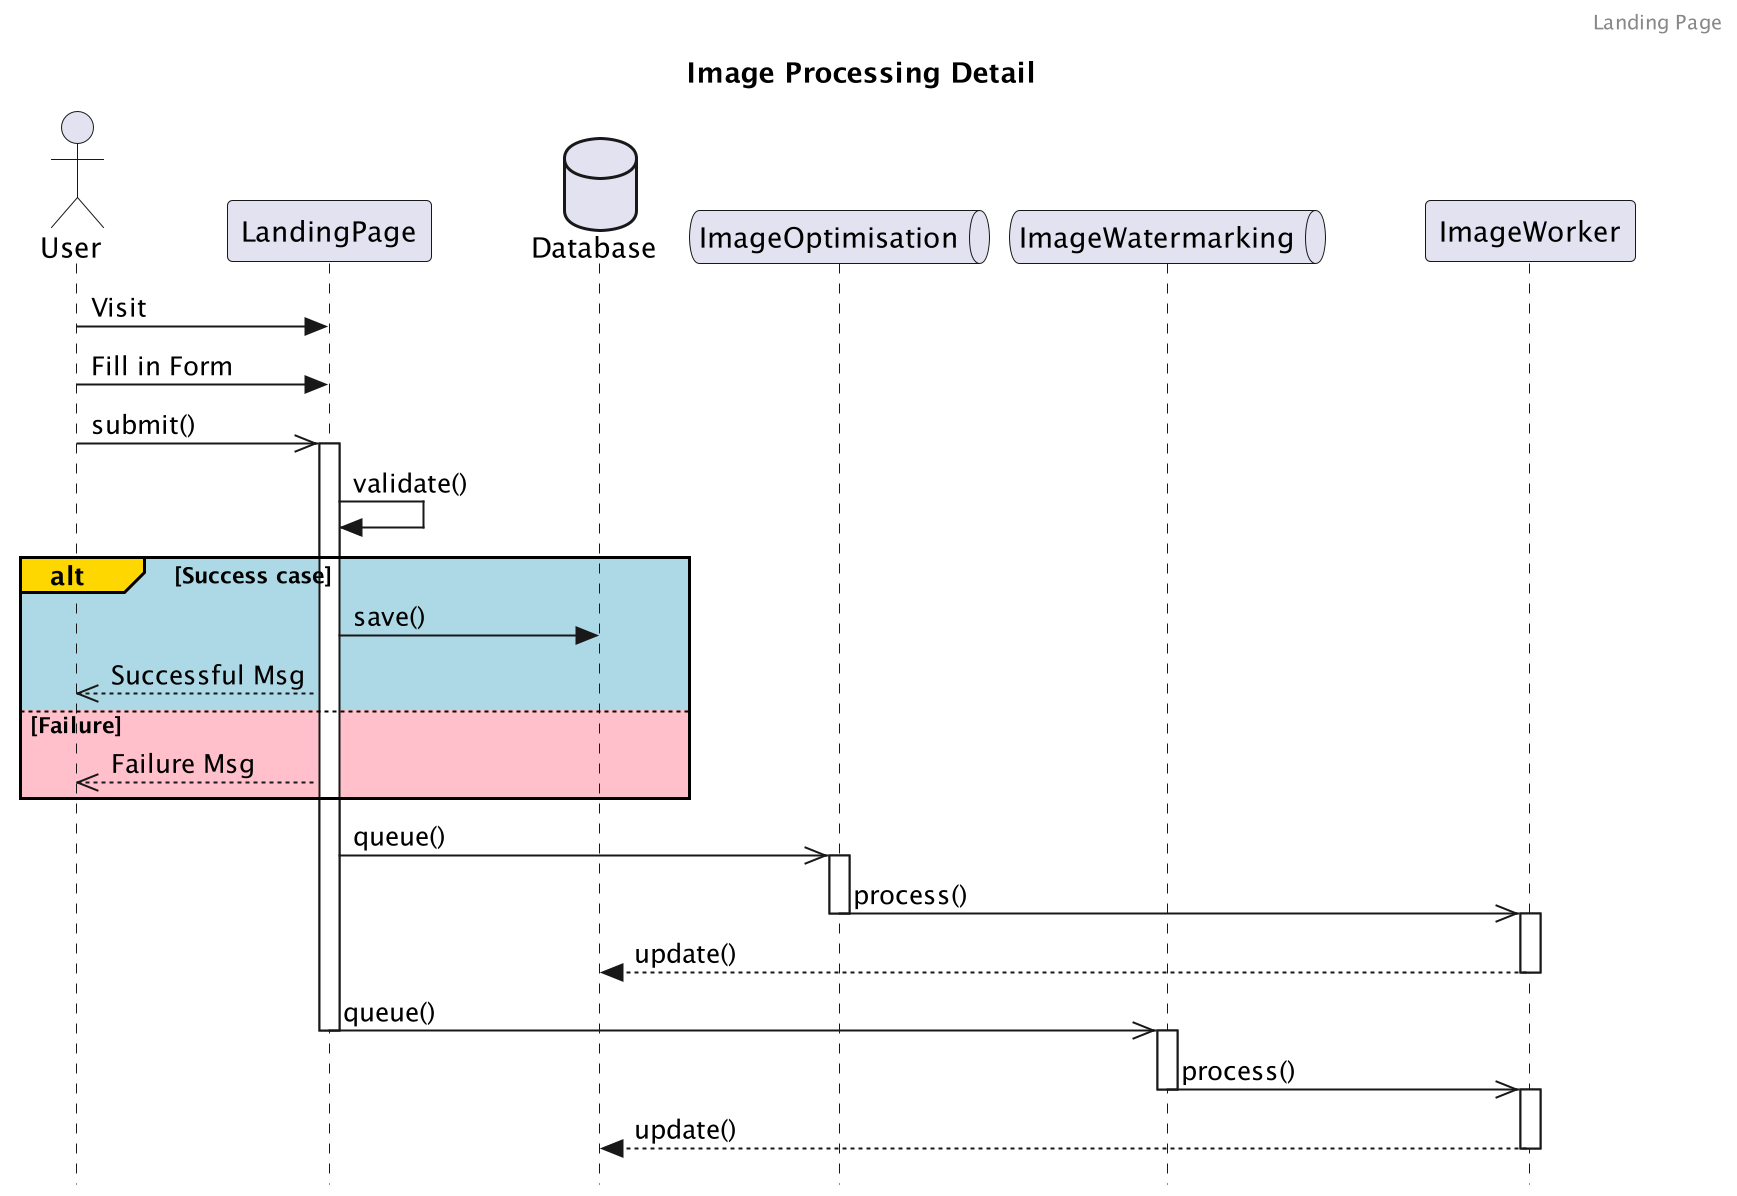 Landing Page
Image Processing Detail
User
LandingPage
Database
ImageOptimisation
ImageWatermarking
ImageWorker
Visit
Fill in Form
submit()
validate()
alt [Success case]
save()
Successful Msg
[Failure]
Failure Msg
queue()
process()
update()
queue()
process()
update()